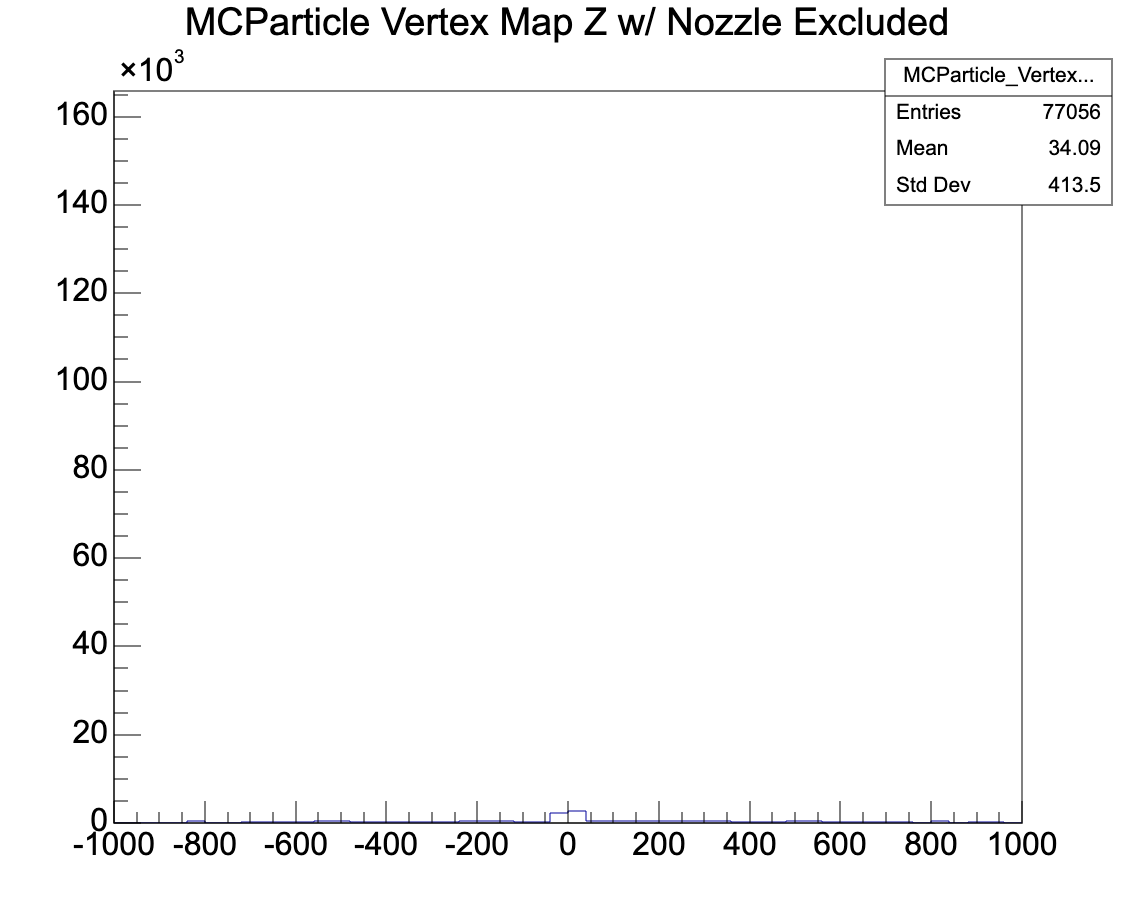 MCParticle Vertex Map Z w/ Nozzle Excluded
×10³
MCParticle_Vertex...
Entries 77056
Mean 34.09
Std Dev 413.5
160
140
120
100
80
60
40
20
0
-1000 -800 -600 -400 -200 0 200 400 600 800 1000